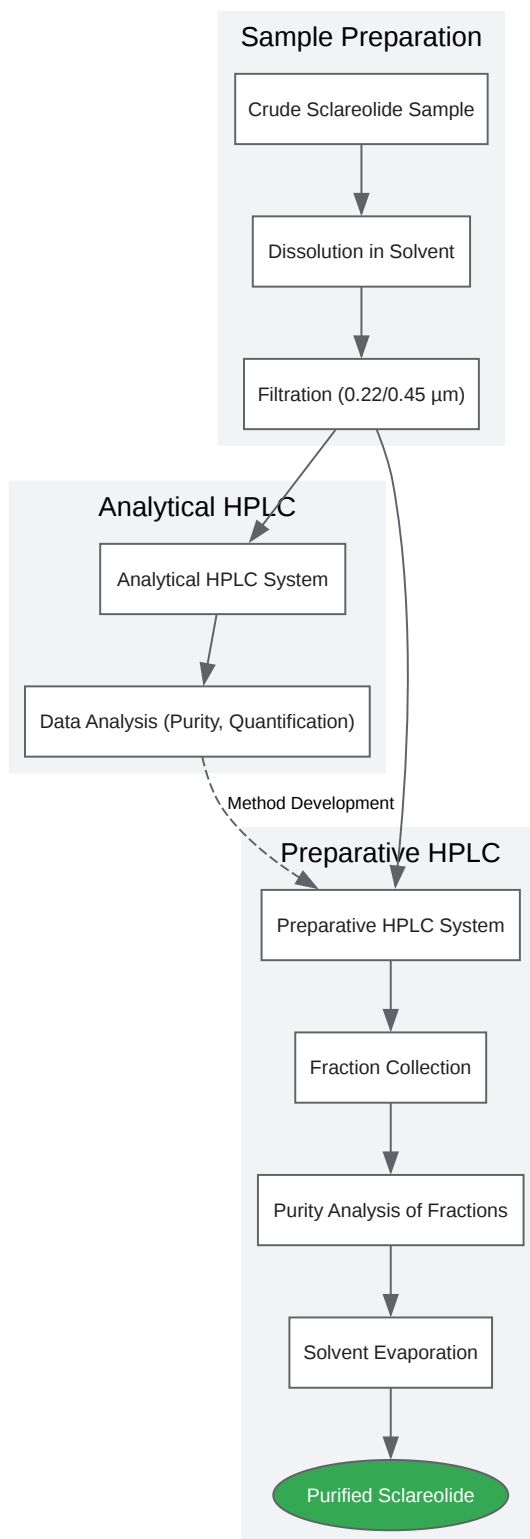 Sample Preparation
Crude Sclareolide Sample
Dissolution in Solvent
Filtration (0.22/0.45 µm)
Analytical HPLC
Analytical HPLC System
Data Analysis (Purity, Quantification)
Method Development
Preparative HPLC
Preparative HPLC System
Fraction Collection
Purity Analysis of Fractions
Solvent Evaporation
Purified Sclareolide